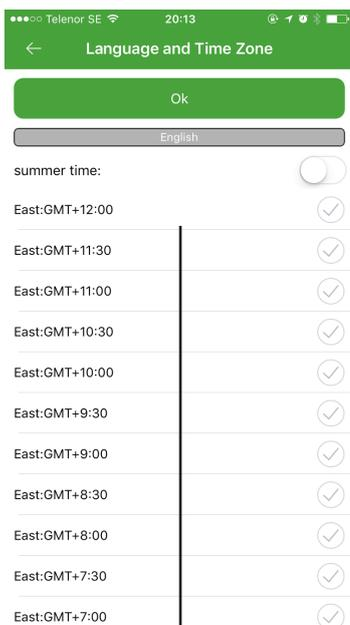 Telenor SE 20:13
Language and Time Zone
Ok
English
summer time:
East:GMT+12:00
East:GMT+11:30
East:GMT+11:00
East:GMT+10:30
East:GMT+10:00
East:GMT+9:30
East:GMT+9:00
East:GMT+8:30
East:GMT+8:00
East:GMT+7:30
East:GMT+7:00